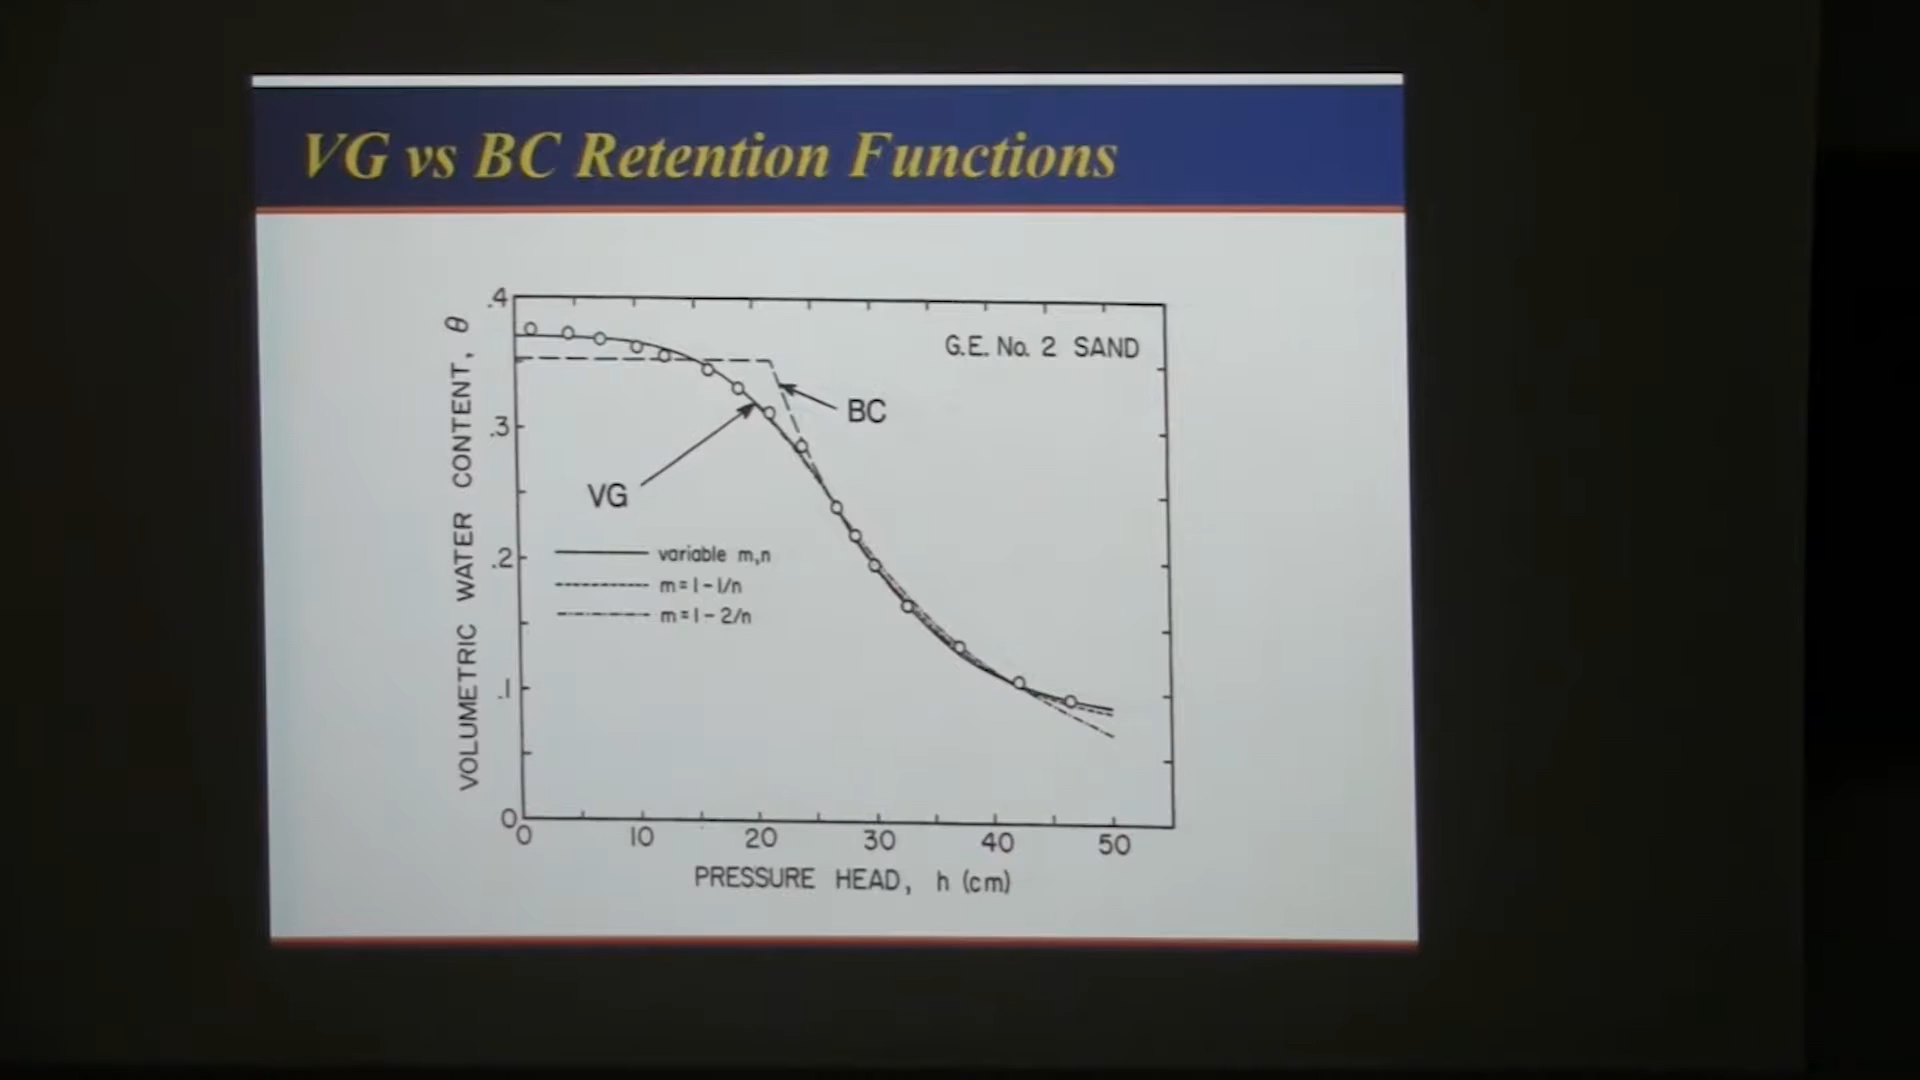 VG vs BC Retention Functions
G.E. No. 2 SAND
BC
VG
variable m,n
m=1-1/n
m=1-2/n
VOLUMETRIC WATER CONTENT, θ
.4
.3
.2
.1
0
0 10 20 30 40 50
PRESSURE HEAD, h (cm)